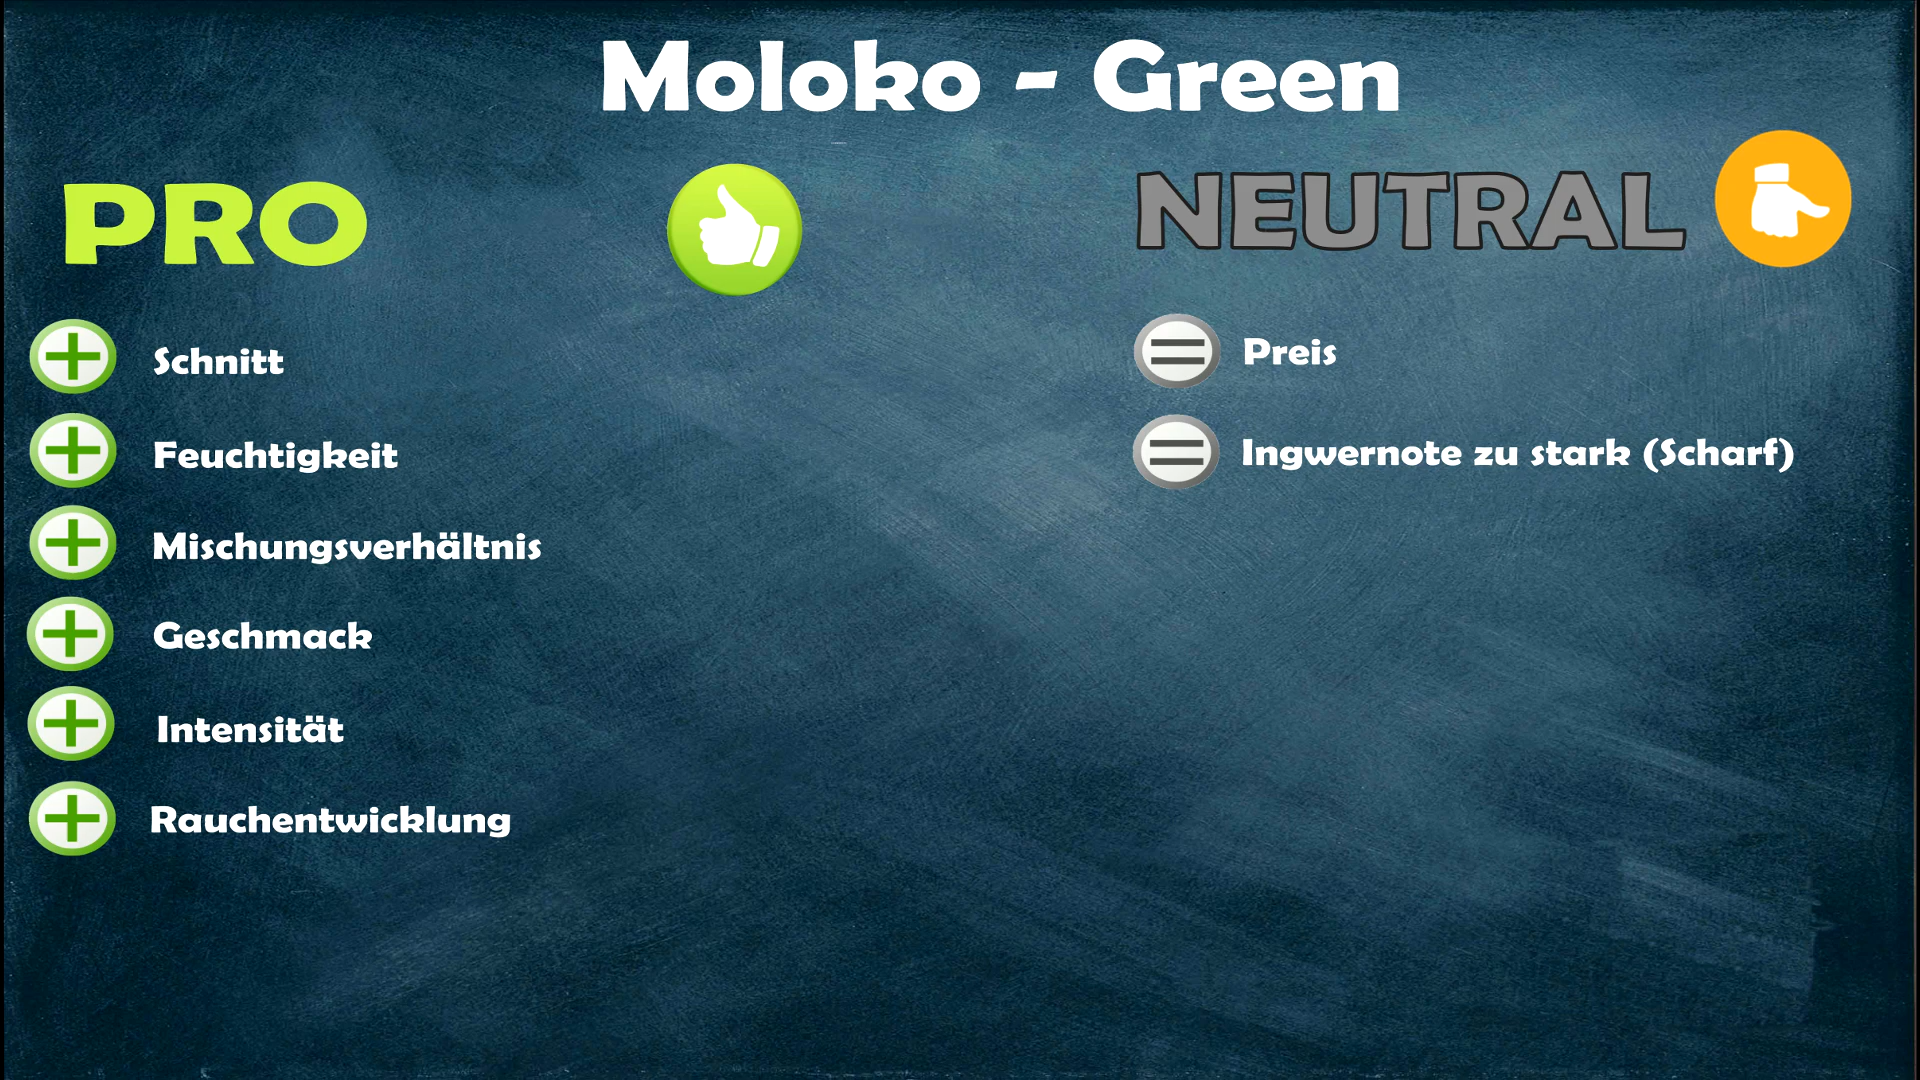 Moloko - Green
PRO
Schnitt
Feuchtigkeit
Mischungsverhältnis
Geschmack
Intensität
Rauchentwicklung
NEUTRAL
Preis
Ingwernote zu stark (Scharf)